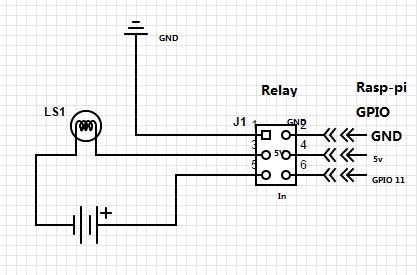 GND
Relay
Rasp-pi
GPIO
LS1
J1
1
GND
2
GND
3
5V
4
5v
5
6
GPIO 11
+
In